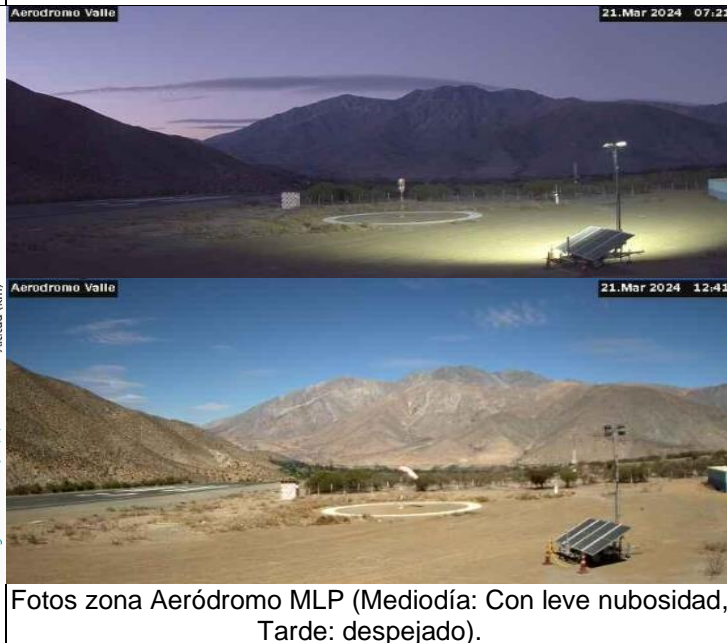 Aerodromo Valle
21.Mar 2024 07:21
Aerodromo Valle
21.Mar 2024 12:41
Fotos zona Aeródromo MLP (Mediodía: Con leve nubosidad,
Tarde: despejado).